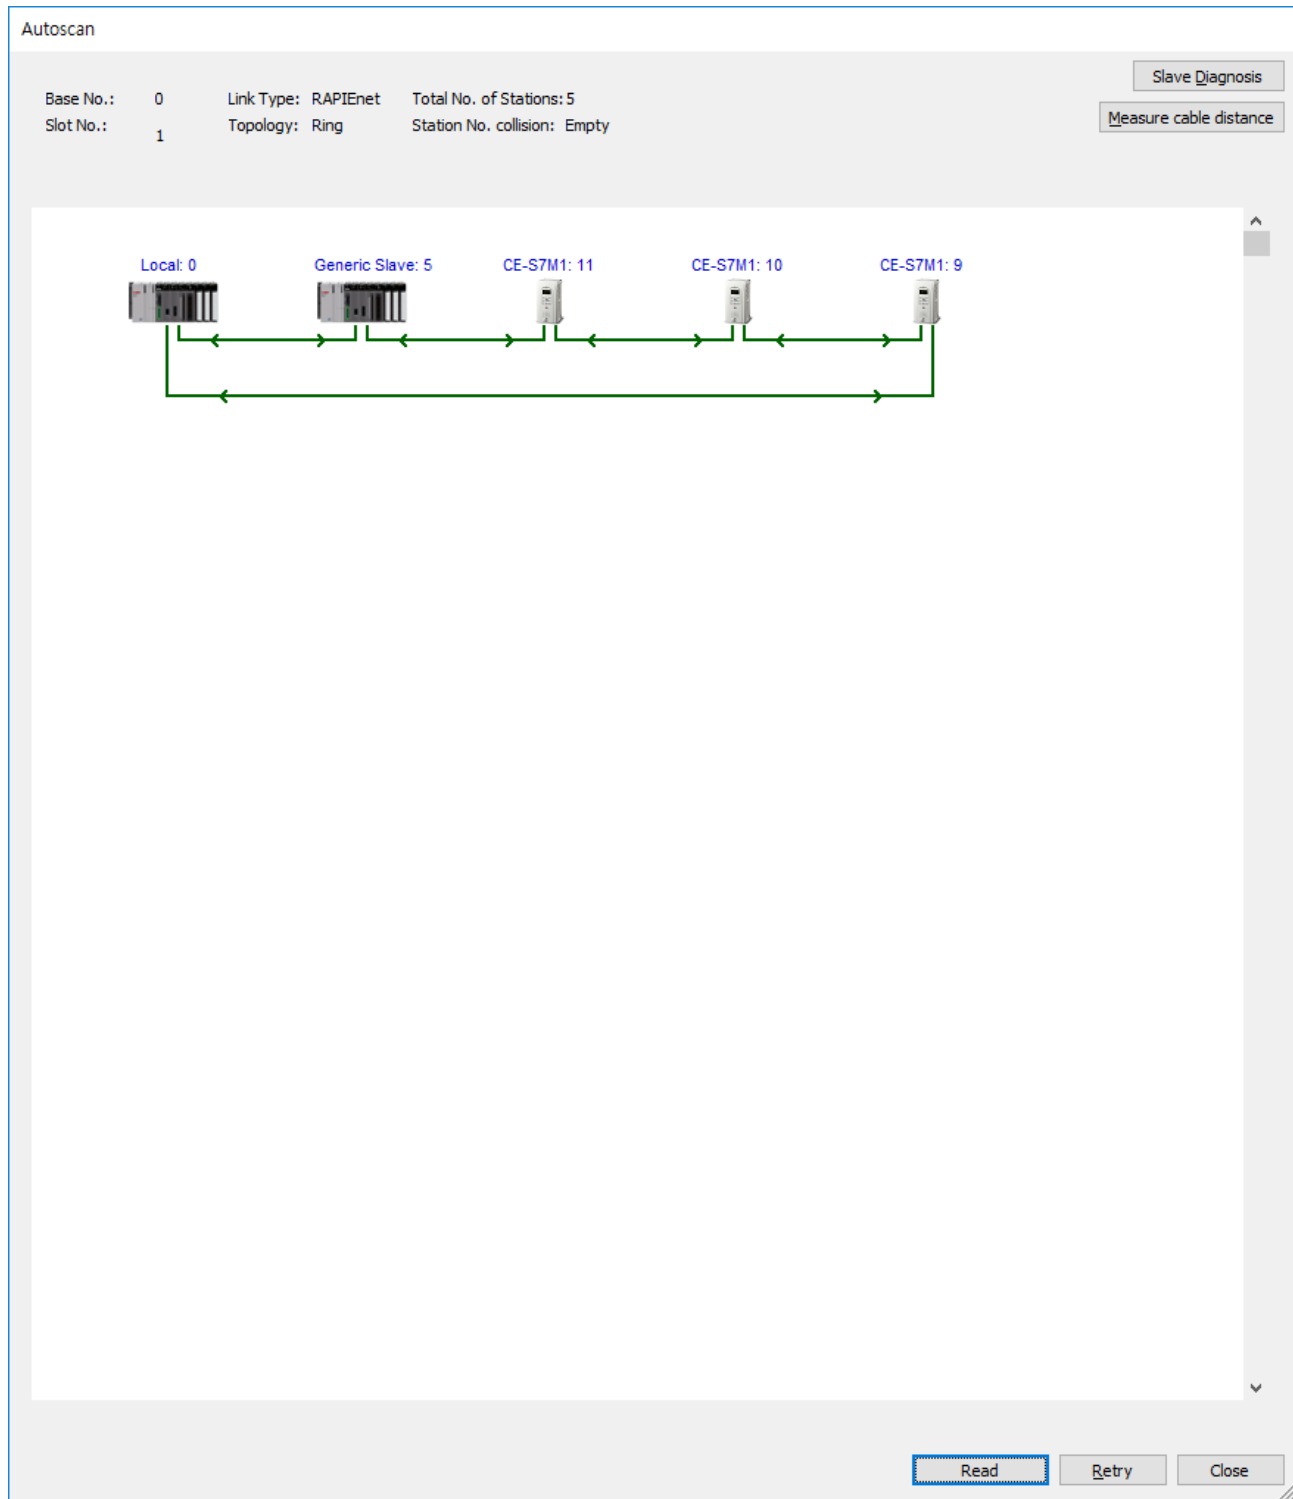 Autoscan
Slave Diagnosis
Base No.: 0 Link Type: RAPIEnet Total No. of Stations: 5
Measure cable distance
Slot No.: 1 Topology: Ring Station No. collision: Empty
Local: 0 Generic Slave: 5 CE-S7M1: 11 CE-S7M1: 10 CE-S7M1: 9
Read Retry Close